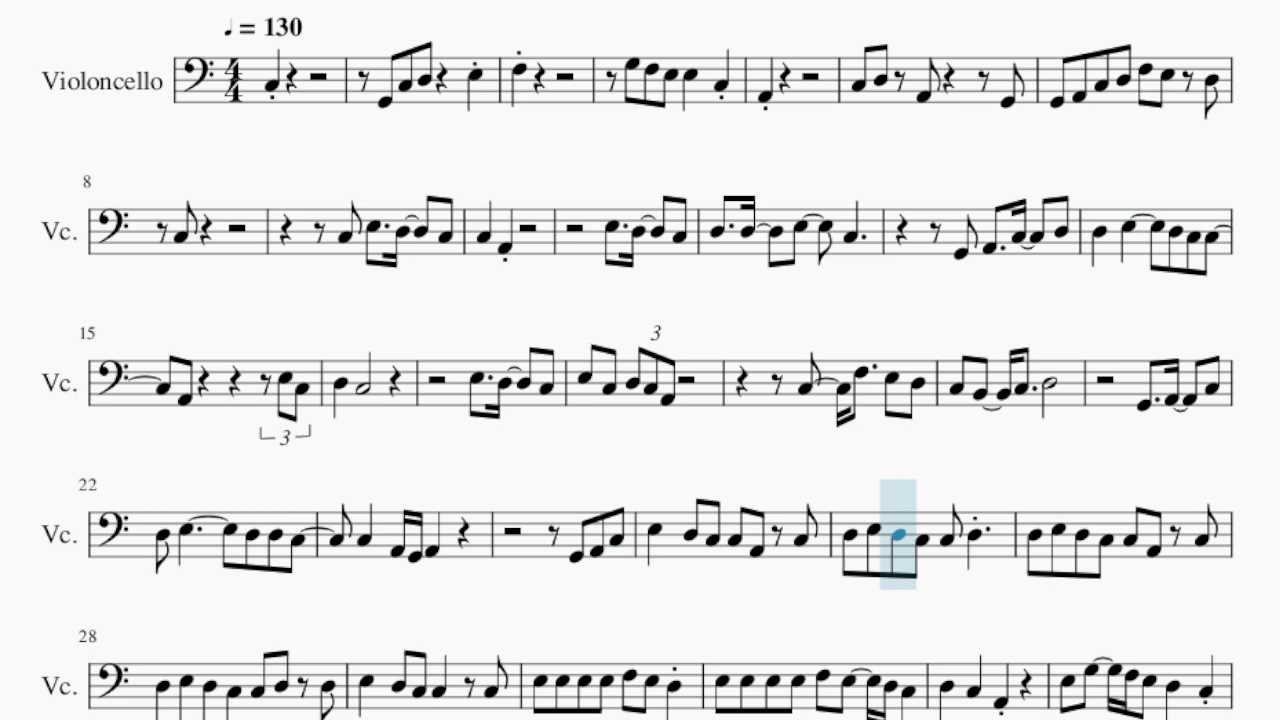 ♩ = 130
Violoncello
8
Vc.
15
3
Vc.
3
22
Vc.
28
Vc.